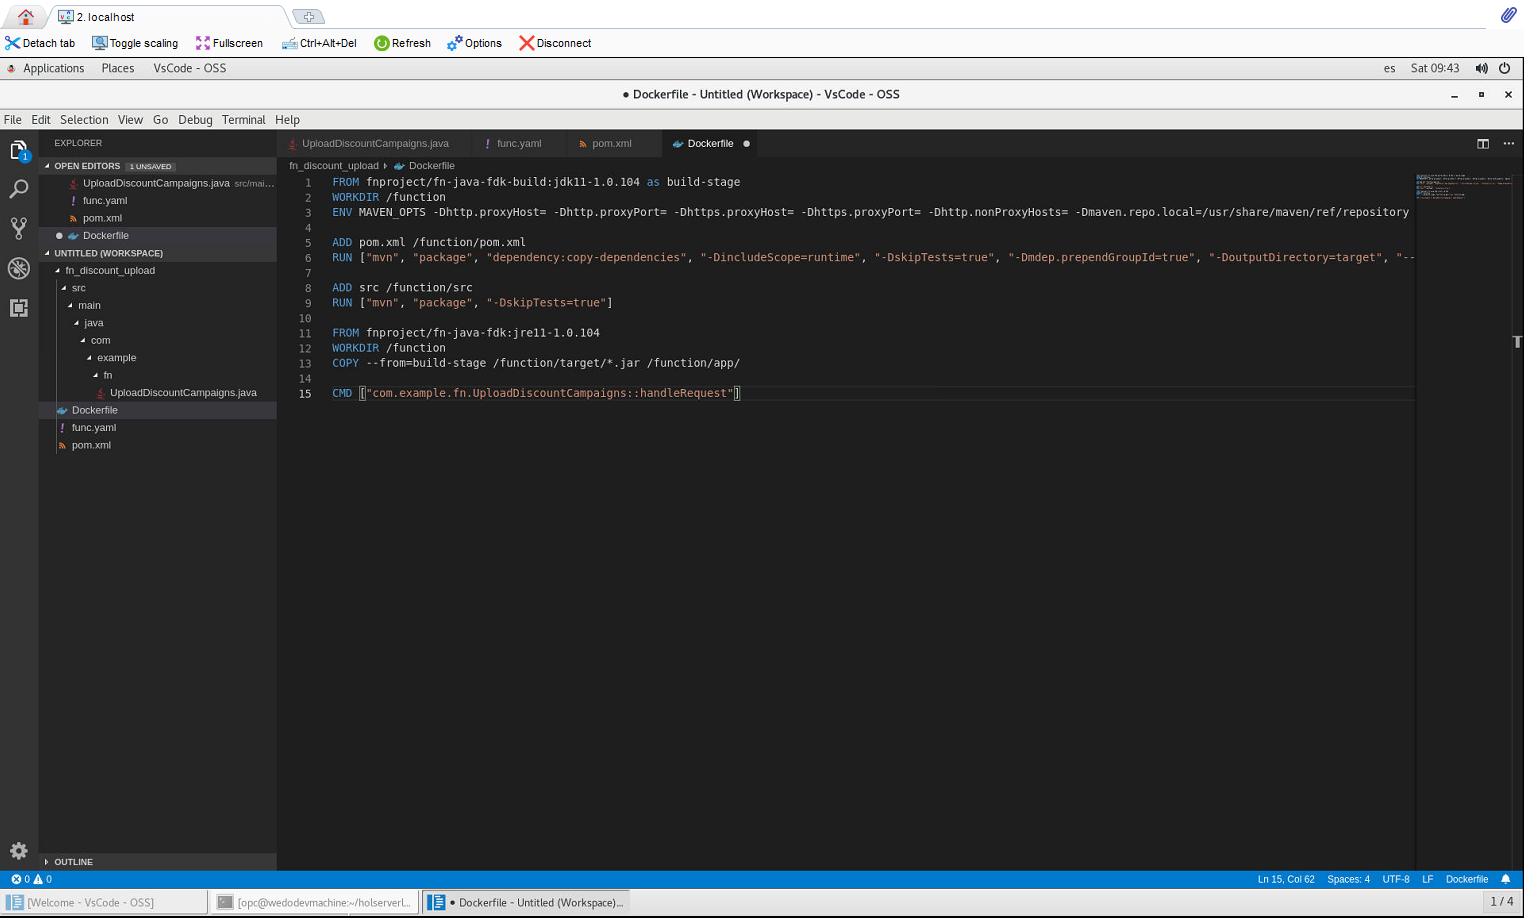 2. localhost
Detach tab Toggle scaling Fullscreen Ctrl+Alt+Del Refresh Options Disconnect
Applications Places VsCode - OSS es Sat 09:43
● Dockerfile - Untitled (Workspace) - VsCode - OSS
File Edit Selection View Go Debug Terminal Help
EXPLORER
OPEN EDITORS 1 UNSAVED
UploadDiscountCampaigns.java src/mai...
func.yaml
pom.xml
Dockerfile
UNTITLED (WORKSPACE)
fn_discount_upload
src
main
java
com
example
fn
UploadDiscountCampaigns.java
Dockerfile
func.yaml
pom.xml
OUTLINE
UploadDiscountCampaigns.java func.yaml pom.xml Dockerfile
fn_discount_upload Dockerfile
1 FROM fnproject/fn-java-fdk-build:jdk11-1.0.104 as build-stage
2 WORKDIR /function
3 ENV MAVEN_OPTS -Dhttp.proxyHost= -Dhttp.proxyPort= -Dhttps.proxyHost= -Dhttps.proxyPort= -Dhttp.nonProxyHosts= -Dmaven.repo.local=/usr/share/maven/ref/repository
4
5 ADD pom.xml /function/pom.xml
6 RUN ["mvn", "package", "dependency:copy-dependencies", "-DincludeScope=runtime", "-DskipTests=true", "-Dmdep.prependGroupId=true", "-DoutputDirectory=target", "--
7
8 ADD src /function/src
9 RUN ["mvn", "package", "-DskipTests=true"]
10
11 FROM fnproject/fn-java-fdk:jre11-1.0.104
12 WORKDIR /function
13 COPY --from=build-stage /function/target/*.jar /function/app/
14
15 CMD ["com.example.fn.UploadDiscountCampaigns::handleRequest"]
0 0 Ln 15, Col 62 Spaces: 4 UTF-8 LF Dockerfile
[Welcome - VsCode - OSS] [opc@wedodevmachine:~/holserverl... ● Dockerfile - Untitled (Workspace)... 1 / 4